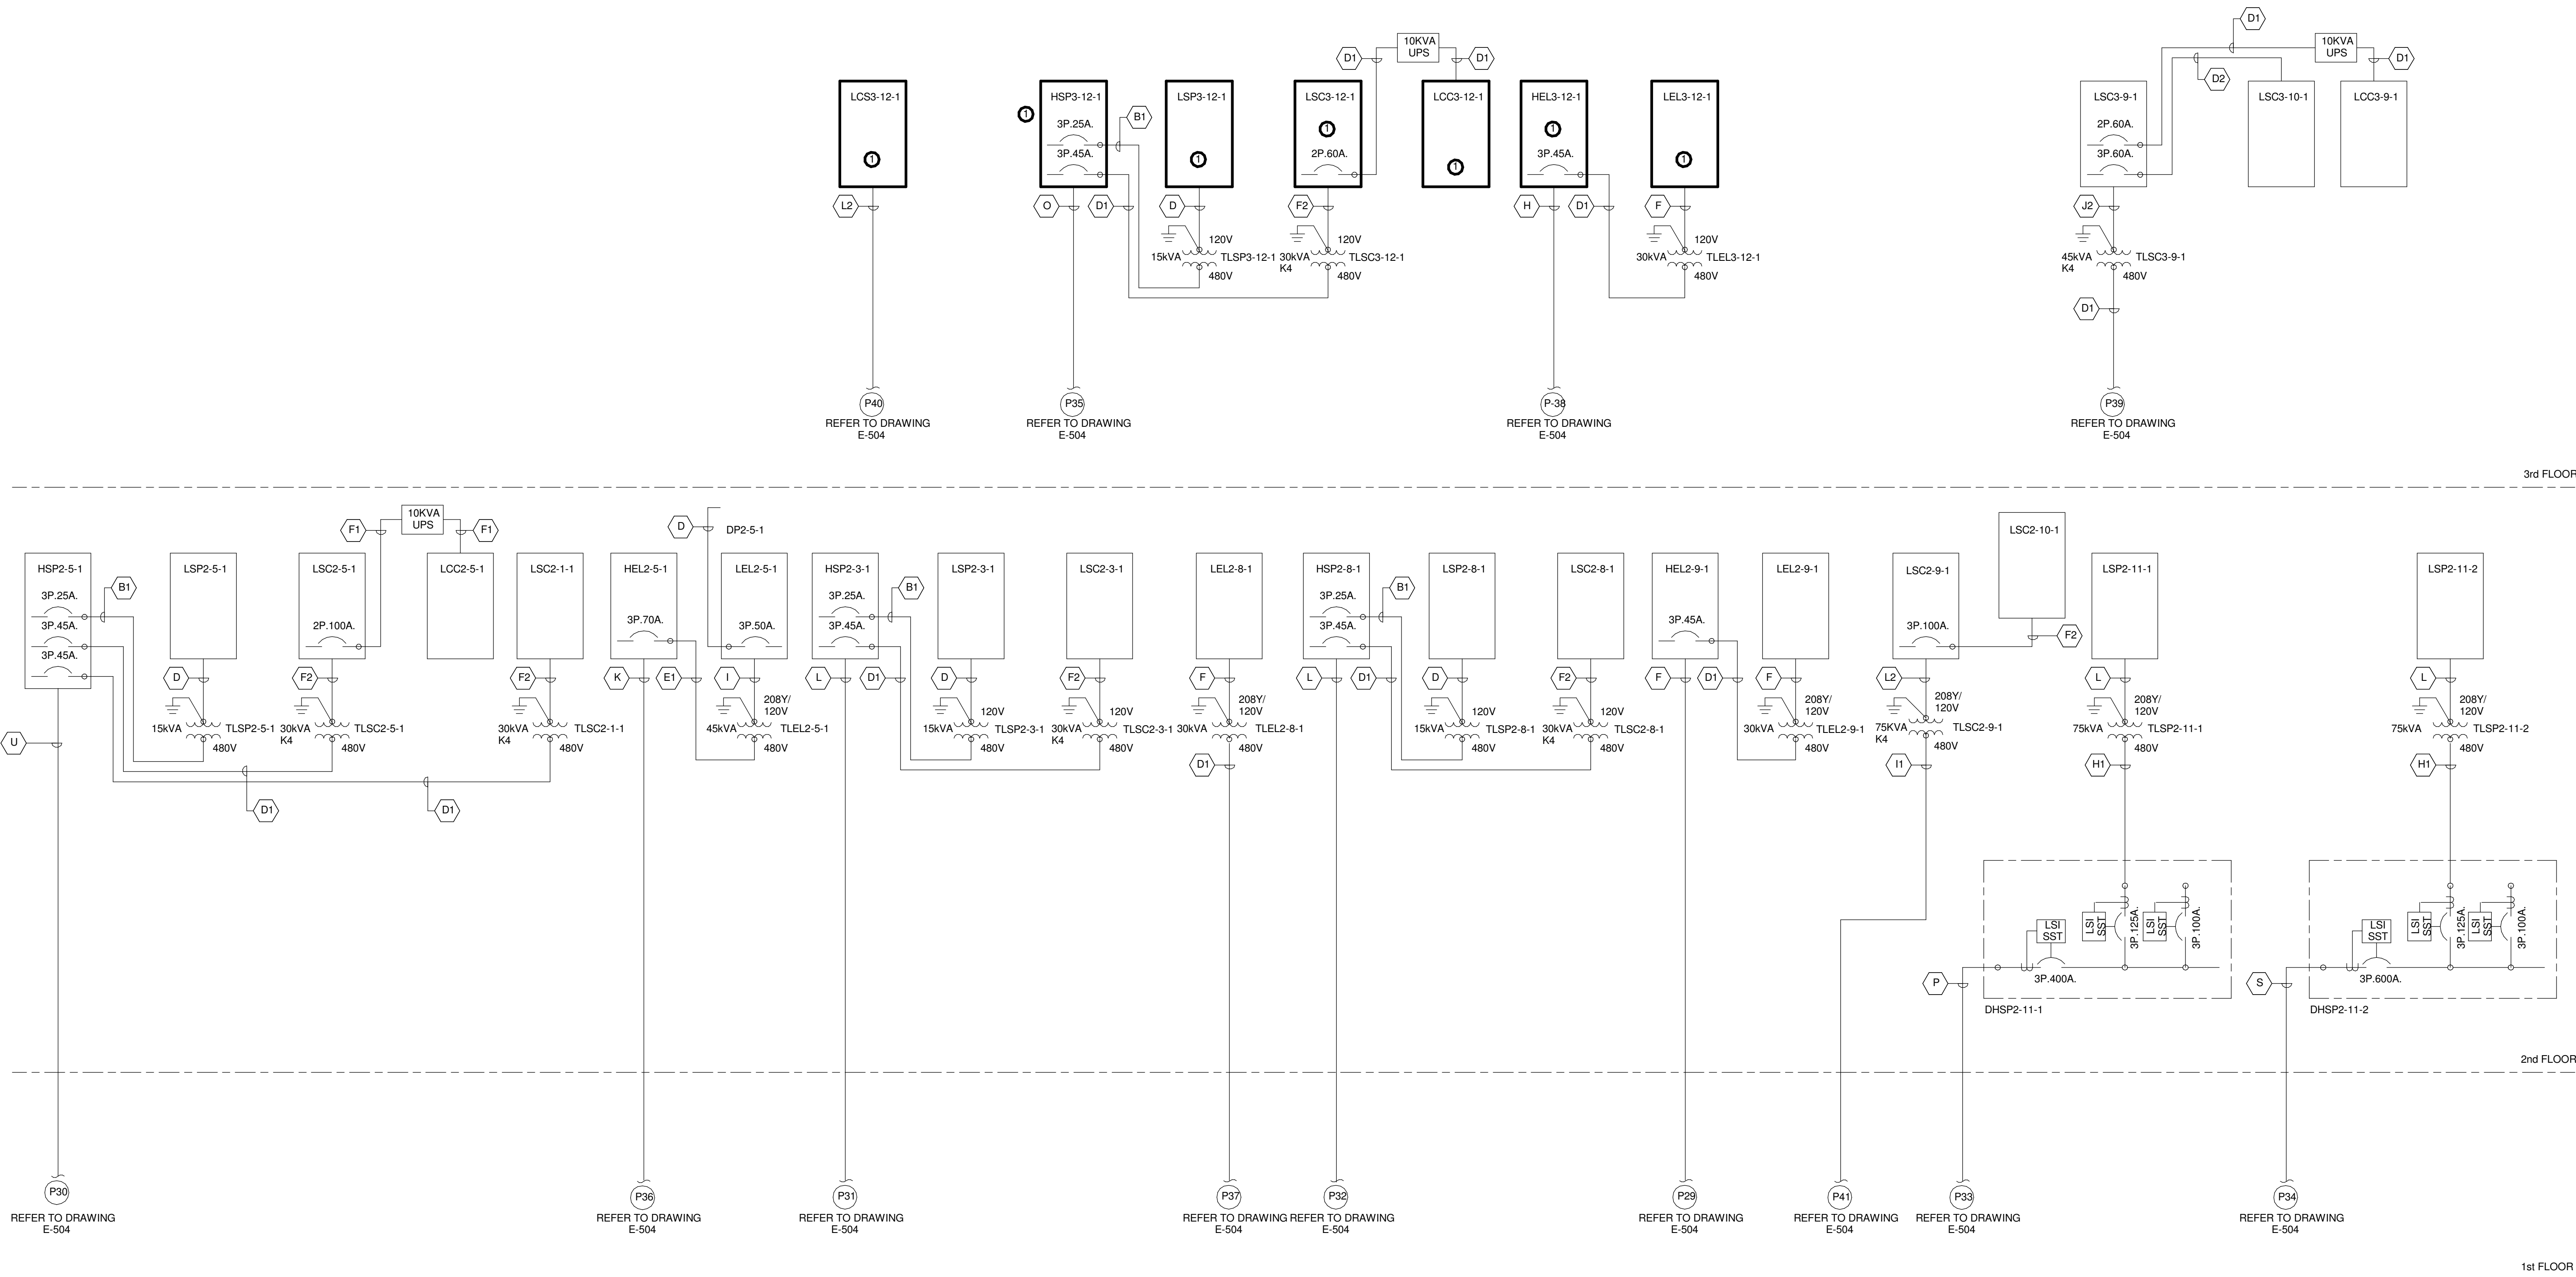 D1
10KVA
UPS
D1
D1
10KVA
UPS
D1
D2
LCS3-12-1
1
1
HSP3-12-1
3P.25A.
3P.45A.
B1
LSP3-12-1
1
LSC3-12-1
1
2P.60A.
LCC3-12-1
1
HEL3-12-1
1
3P.45A.
LEL3-12-1
1
LSC3-9-1
2P.60A.
3P.60A.
LSC3-10-1
LCC3-9-1
L2
O
D1
D
F2
H
D1
F
J2
120V
15kVA
TLSP3-12-1
480V
120V
30kVA
K4
TLSC3-12-1
480V
120V
30kVA
TLEL3-12-1
480V
45kVA
K4
TLSC3-9-1
480V
D1
P40
REFER TO DRAWING
E-504
P35
REFER TO DRAWING
E-504
P-38
REFER TO DRAWING
E-504
P39
REFER TO DRAWING
E-504
3rd FLOOR
F1
10KVA
UPS
F1
D
DP2-5-1
LSC2-10-1
HSP2-5-1
3P.25A.
3P.45A.
3P.45A.
B1
LSP2-5-1
LSC2-5-1
2P.100A.
LCC2-5-1
LSC2-1-1
HEL2-5-1
3P.70A.
LEL2-5-1
3P.50A.
HSP2-3-1
3P.25A.
3P.45A.
B1
LSP2-3-1
LSC2-3-1
LEL2-8-1
HSP2-8-1
3P.25A.
3P.45A.
B1
LSP2-8-1
LSC2-8-1
HEL2-9-1
3P.45A.
LEL2-9-1
LSC2-9-1
3P.100A.
F2
LSP2-11-1
LSP2-11-2
D
F2
F2
K
E1
I
L
D1
D
F2
F
L
D1
D
F2
F
D1
F
L2
L
L
U
15kVA
TLSP2-5-1
480V
30kVA
K4
TLSC2-5-1
480V
30kVA
K4
TLSC2-1-1
480V
208Y/
120V
45kVA
TLEL2-5-1
480V
120V
15kVA
TLSP2-3-1
480V
120V
30kVA
K4
TLSC2-3-1
480V
208Y/
120V
30kVA
TLEL2-8-1
480V
D1
120V
15kVA
TLSP2-8-1
480V
120V
30kVA
K4
TLSC2-8-1
480V
208Y/
120V
30kVA
TLEL2-9-1
480V
208Y/
120V
75KVA
K4
TLSC2-9-1
480V
I1
208Y/
120V
75kVA
TLSP2-11-1
480V
H1
208Y/
120V
75kVA
TLSP2-11-2
480V
H1
D1
D1
LSI
SST
3P.400A.
LSI
SST
3P.125A.
LSI
SST
3P.100A.
P
DHSP2-11-1
LSI
SST
3P.600A.
LSI
SST
3P.125A.
LSI
SST
3P.100A.
S
DHSP2-11-2
2nd FLOOR
P30
REFER TO DRAWING
E-504
P36
REFER TO DRAWING
E-504
P31
REFER TO DRAWING
E-504
P37
REFER TO DRAWING
E-504
P32
REFER TO DRAWING
E-504
P29
REFER TO DRAWING
E-504
P41
REFER TO DRAWING
E-504
P33
REFER TO DRAWING
E-504
P34
REFER TO DRAWING
E-504
1st FLOOR